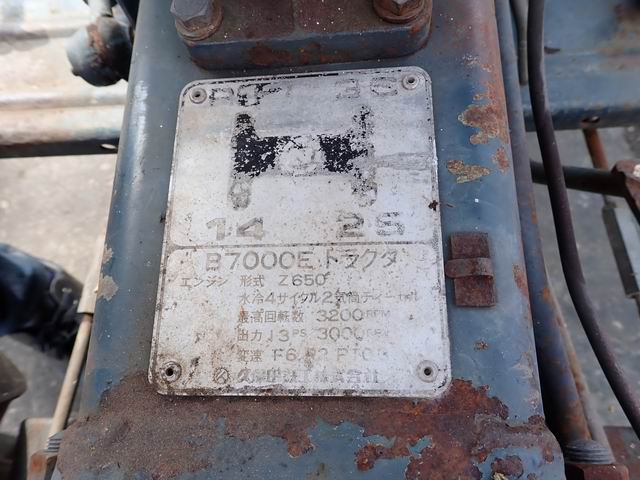 36
14 25
B7000E トラクタ
エンジン 形式 Z650
水冷4サイクル2気筒ディーゼル
最高回転数 3200RPM
出力 13PS 3000RPM
変速 F6